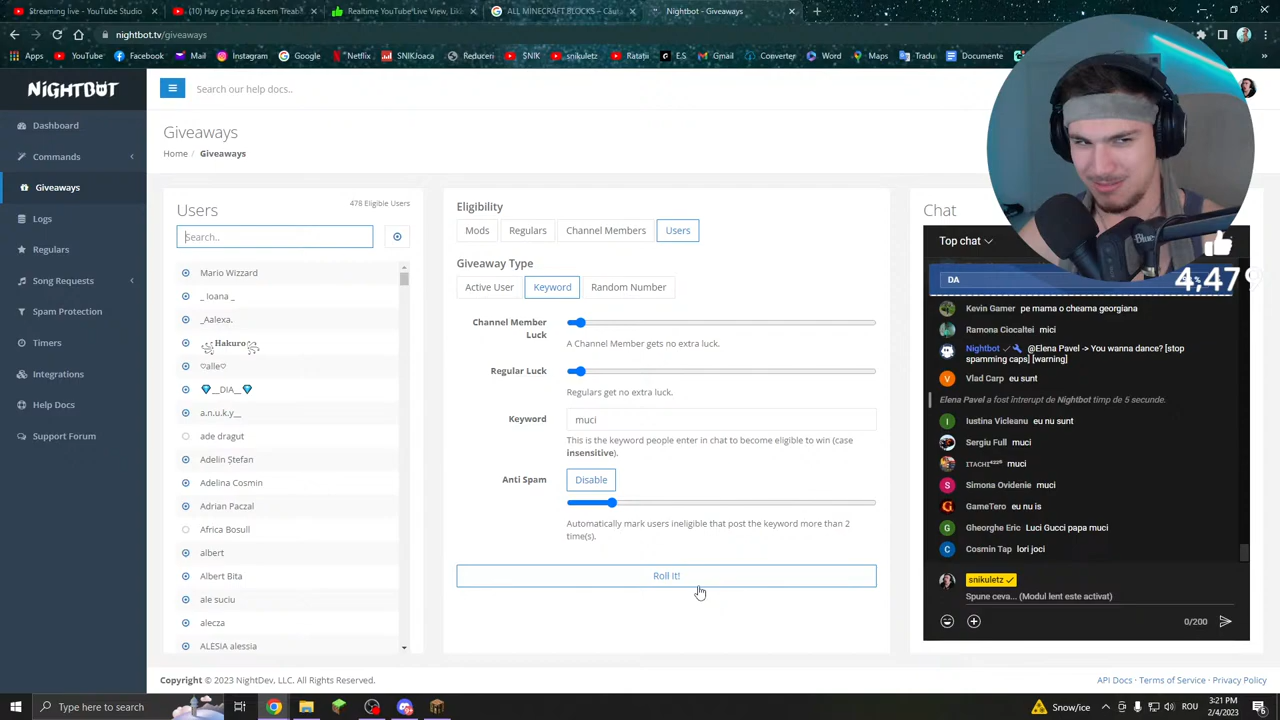 Streaming live - YouTube Studio
(10) Hay Live să facem Treab
Realtime YouTube Live View, Lik
ALL MINECRAFT BLOCKS – Cău
Nightbot - Giveaways
nightbot.tv/giveaways
Apps
YouTube
Facebook
Mail
Instagram
Google
Netflix
SNIKJoaca
Reduceri
SNIK
snikuletz
Ratații
E.S
Gmail
Converter
Word
Maps
Tradu
Documente
NIGHTBOT
Search our help docs..
Dashboard
Commands
Giveaways
Logs
Regulars
Song Requests
Spam Protection
Timers
Integrations
Help Docs
Support Forum
Giveaways
Home / Giveaways
Users
478 Eligible Users
Search..
Mario Wizzard
_ Ioana _
_Aalexa.
Hakuro
♡alle♡
💎__DIA__💎
a.n.u.k.y__
ade dragut
Adelin Ștefan
Adelina Cosmin
Adrian Paczal
Africa Bosull
albert
Albert Bita
ale suciu
alecza
ALESIA alessia
Eligibility
Mods
Regulars
Channel Members
Users
Giveaway Type
Active User
Keyword
Random Number
Channel Member
Luck
A Channel Member gets no extra luck.
Regular Luck
Regulars get no extra luck.
Keyword
muci
This is the keyword people enter in chat to become eligible to win (case
insensitive).
Anti Spam
Disable
Automatically mark users ineligible that post the keyword more than 2
time(s).
Roll It!
Chat
Top chat
DA
4,47
Kevin Gamer pe mama o cheama georgiana
Ramona Ciocaltei mici
Nightbot @Elena Pavel -> You wanna dance? [stop
spamming caps] [warning]
Vlad Carp eu sunt
Elena Pavel a fost întrerupt de Nightbot timp de 5 secunde.
Iustina Vicleanu eu nu sunt
Sergiu Full muci
muci
Simona Ovidenie muci
GameTero eu nu is
Gheorghe Eric Luci Gucci papa muci
Cosmin Tap lori joci
snikuletz
Spune ceva... (Modul lent este activat)
0/200
Copyright © 2023 NightDev, LLC. All Rights Reserved.
API Docs · Terms of Service · Privacy Policy
Type here to search
Snow/ice
ROU
3:21 PM
2/4/2023